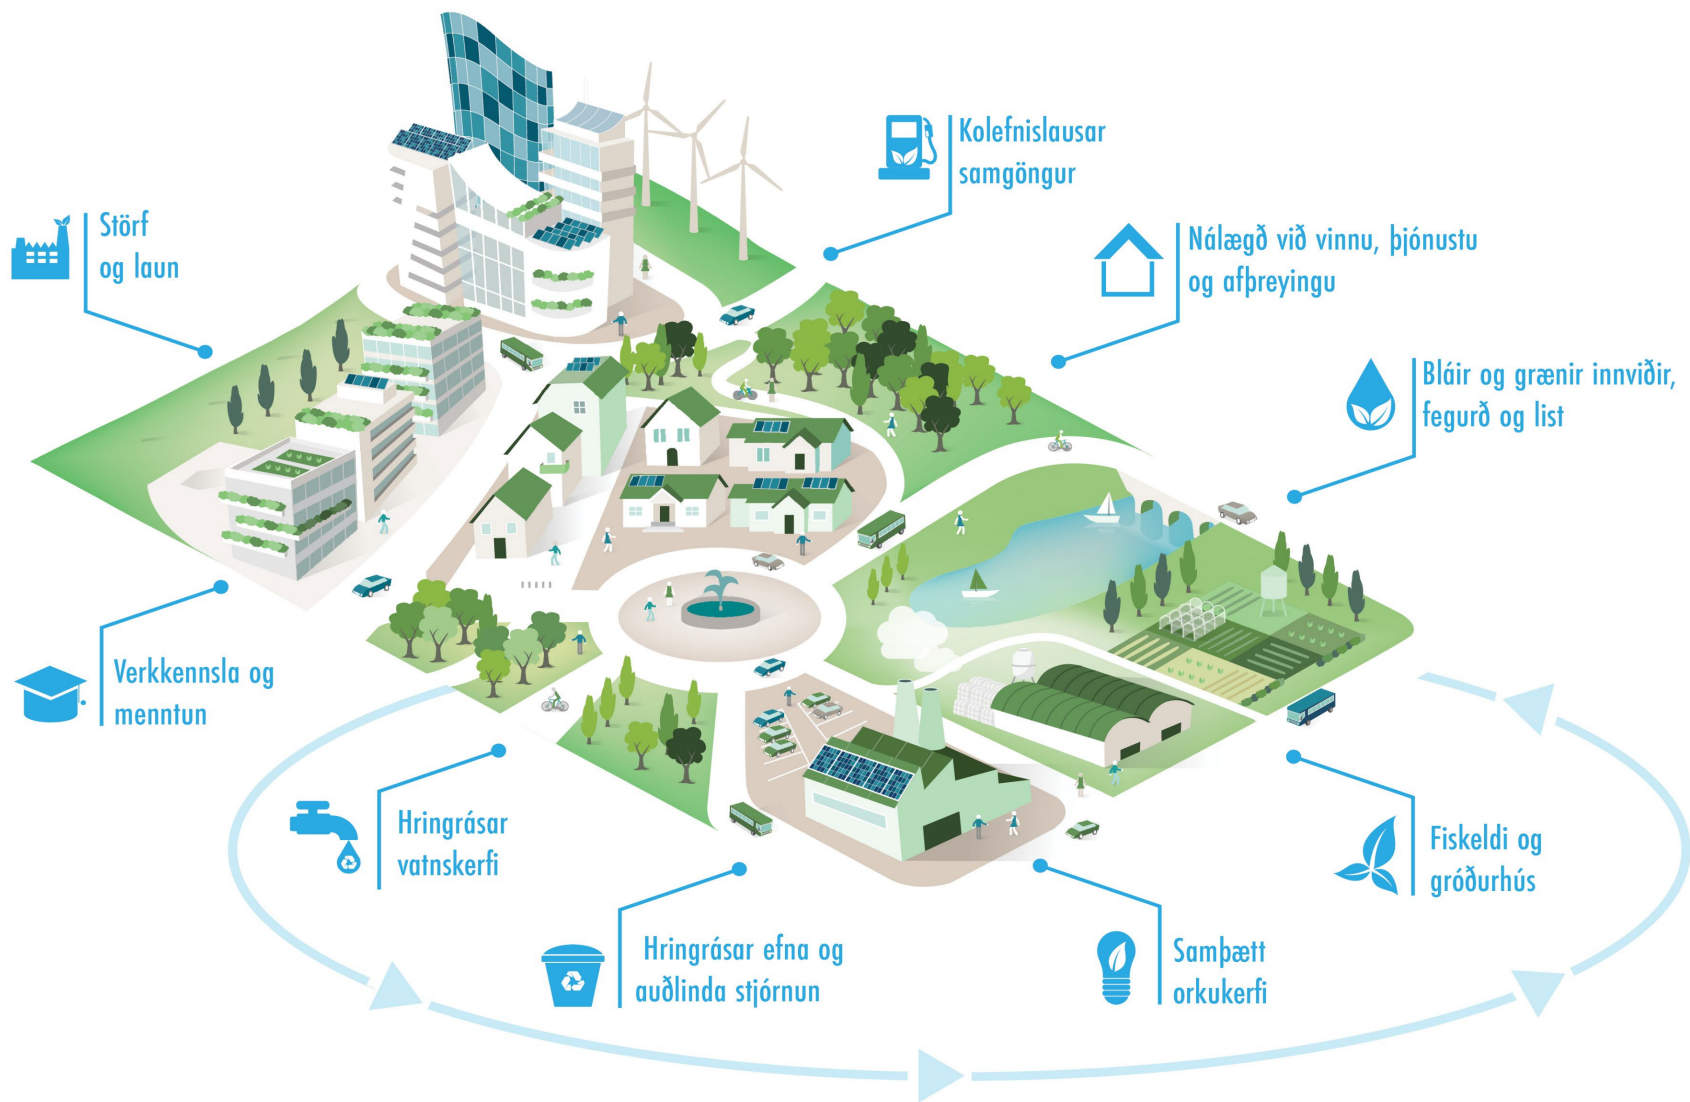 Kolefnislausar
samgöngur
Störf
og laun
Nálægð við vinnu, þjónustu
og afþreyingu
Bláir og grænir innviðir,
fegurð og list
Verkkennsla og
menntun
Hringrásar
vatnskerfi
Fiskeldi og
gróðurhús
Hringrásar efna og
auðlinda stjórnun
Samþætt
orkukerfi